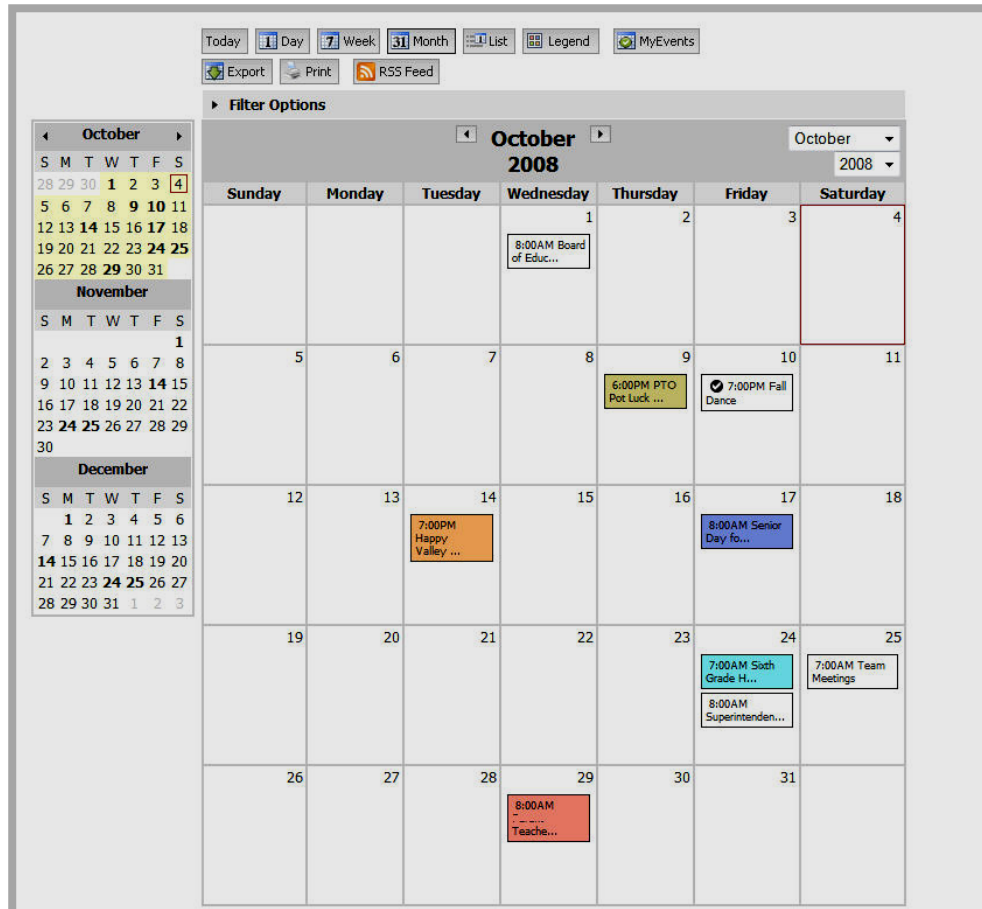 Today 1 Day 7 Week 31 Month List Legend MyEvents
Export Print RSS Feed
Filter Options
October
S M T W T F S
28 29 30 1 2 3 4
5 6 7 8 9 10 11
12 13 14 15 16 17 18
19 20 21 22 23 24 25
26 27 28 29 30 31
November
S M T W T F S
1
2 3 4 5 6 7 8
9 10 11 12 13 14 15
16 17 18 19 20 21 22
23 24 25 26 27 28 29
30
December
S M T W T F S
1 2 3 4 5 6
7 8 9 10 11 12 13
14 15 16 17 18 19 20
21 22 23 24 25 26 27
28 29 30 31 1 2 3
October
2008
October
2008
Sunday Monday Tuesday Wednesday Thursday Friday Saturday
1 2 3 4
8:00AM Board
of Educ...
5 6 7 8 9 10 11
6:00PM PTO
Pot Luck ...
7:00PM Fall
Dance
12 13 14 15 16 17 18
7:00PM
Happy
Valley ...
8:00AM Senior
Day fo...
19 20 21 22 23 24 25
7:00AM Sixth
Grade H...
8:00AM
Superintenden...
7:00AM Team
Meetings
26 27 28 29 30 31
8:00AM
Teache...